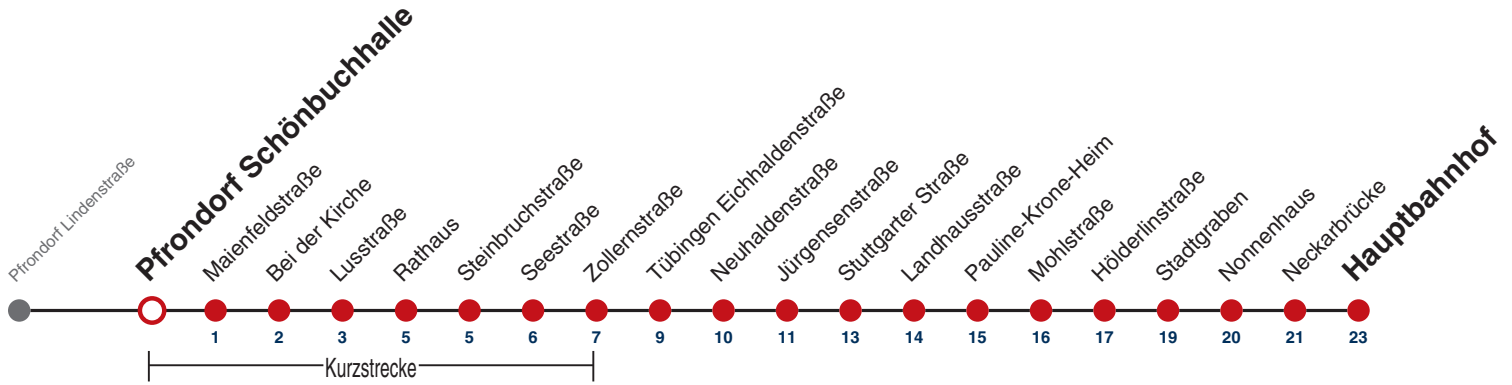 Pfrondorf Lindenstraße
Pfrondorf Schönbuchhalle
Maienfeldstraße
Bei der Kirche
Lusstraße
Rathaus
Steinbruchstraße
Seestraße
Zollernstraße
Tübingen Eichhaldenstraße
Neuhaldenstraße
Jürgensenstraße
Stuttgarter Straße
Landhausstraße
Pauline-Krone-Heim
Mohlstraße
Hölderlinstraße
Stadtgraben
Nonnenhaus
Neckarbrücke
Hauptbahnhof
1 2 3 5 5 6 7 9 10 11 13 14 15 16 17 19 20 21 23
Kurzstrecke